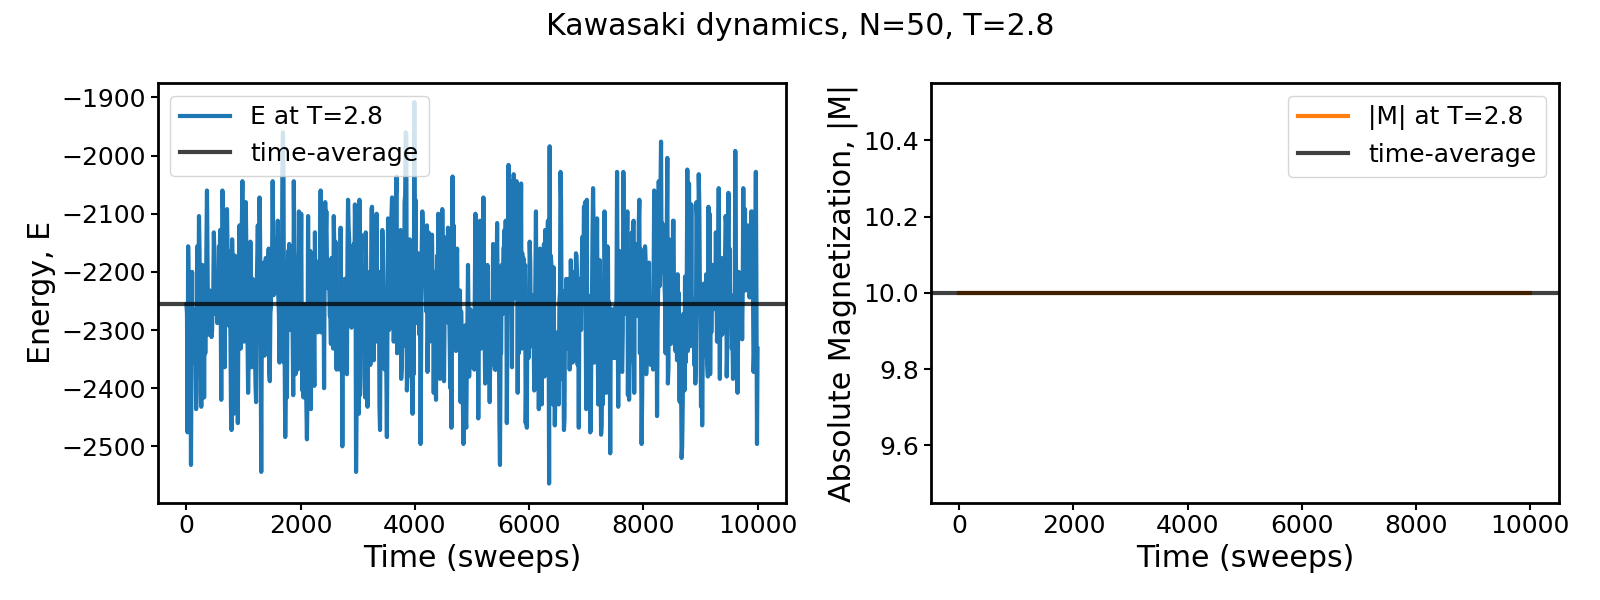 Kawasaki dynamics, N=50, T=2.8
Energy, E
−1900
−2000
−2100
−2200
−2300
−2400
−2500
E at T=2.8
time-average
0
2000
4000
6000
8000
10000
Time (sweeps)
Absolute Magnetization, |M|
10.4
10.2
10.0
9.8
9.6
|M| at T=2.8
time-average
0
2000
4000
6000
8000
10000
Time (sweeps)